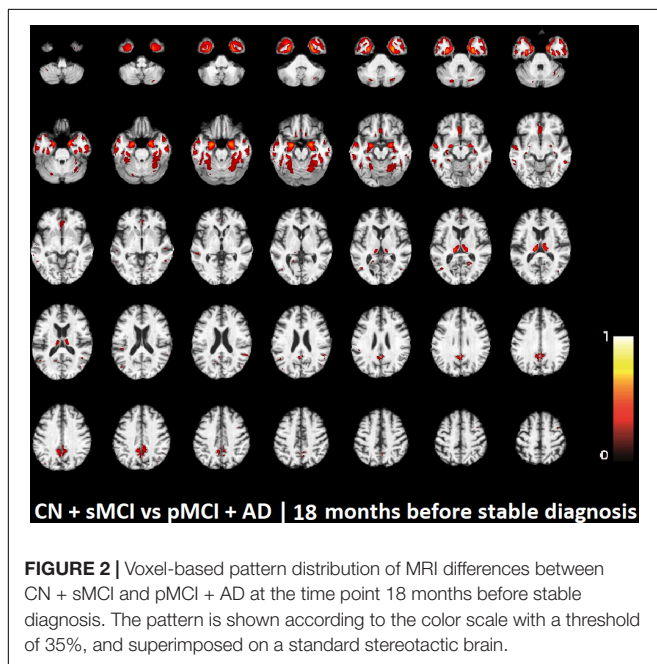 1
0
CN + sMCI vs pMCI + AD | 18 months before stable diagnosis
FIGURE 2 | Voxel-based pattern distribution of MRI differences between
CN + sMCI and pMCI + AD at the time point 18 months before stable
diagnosis. The pattern is shown according to the color scale with a threshold
of 35%, and superimposed on a standard stereotactic brain.